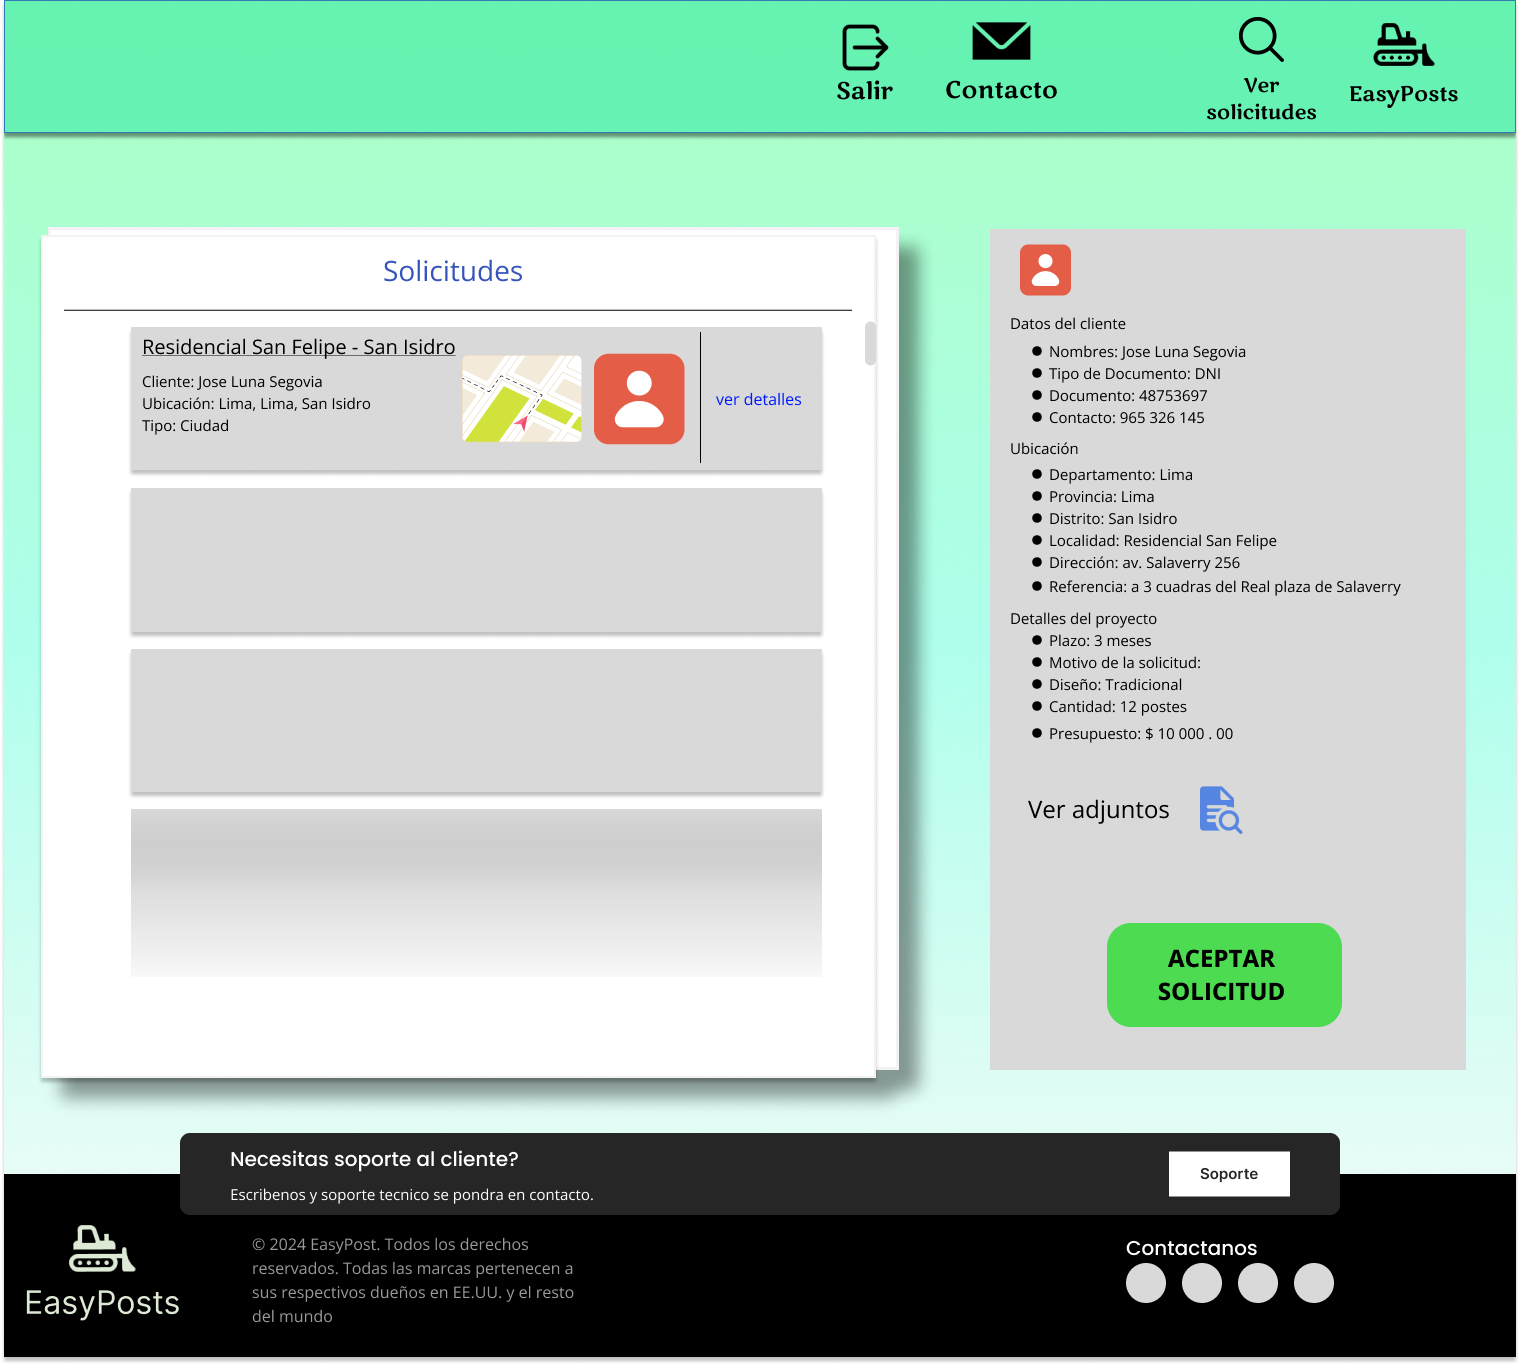 Salir
Contacto
Ver
solicitudes
EasyPosts
Solicitudes
Residencial San Felipe - San Isidro
Cliente: Jose Luna Segovia
Ubicación: Lima, Lima, San Isidro
Tipo: Ciudad
ver detalles
Datos del cliente
● Nombres: Jose Luna Segovia
● Tipo de Documento: DNI
● Documento: 48753697
● Contacto: 965 326 145
Ubicación
● Departamento: Lima
● Provincia: Lima
● Distrito: San Isidro
● Localidad: Residencial San Felipe
● Dirección: av. Salaverry 256
● Referencia: a 3 cuadras del Real plaza de Salaverry
Detalles del proyecto
● Plazo: 3 meses
● Motivo de la solicitud:
● Diseño: Tradicional
● Cantidad: 12 postes
● Presupuesto: $ 10 000 . 00
Ver adjuntos
ACEPTAR
SOLICITUD
Necesitas soporte al cliente?
Escribenos y soporte tecnico se pondra en contacto.
Soporte
EasyPosts
© 2024 EasyPost. Todos los derechos
reservados. Todas las marcas pertenecen a
sus respectivos dueños en EE.UU. y el resto
del mundo
Contactanos